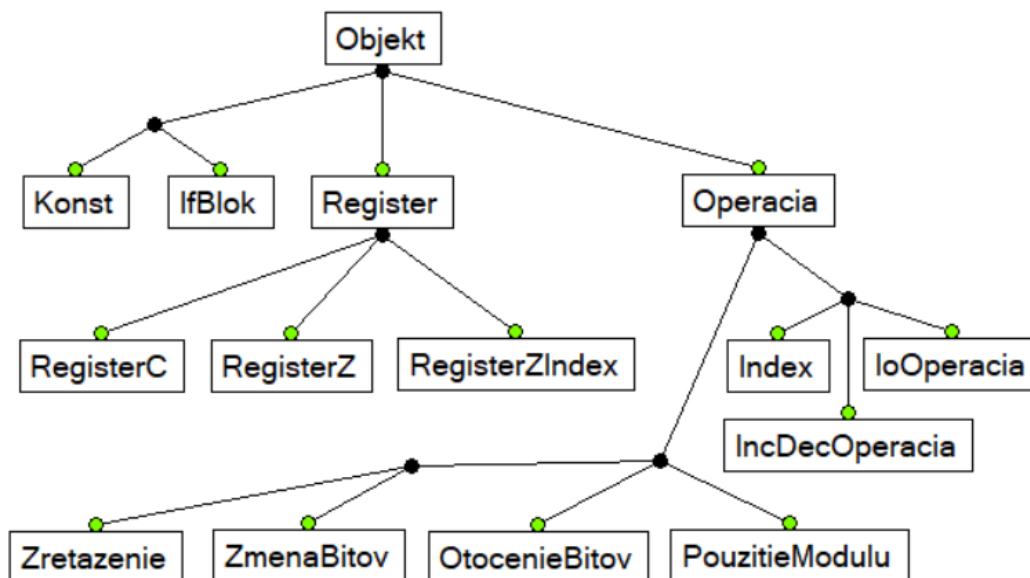 Objekt
Konst
IfBlok
Register
Operacia
RegisterC
RegisterZ
RegisterZIndex
Index
IoOperacia
IncDecOperacia
Zretazenie
ZmenaBitov
OtocenieBitov
PouzitieModulu